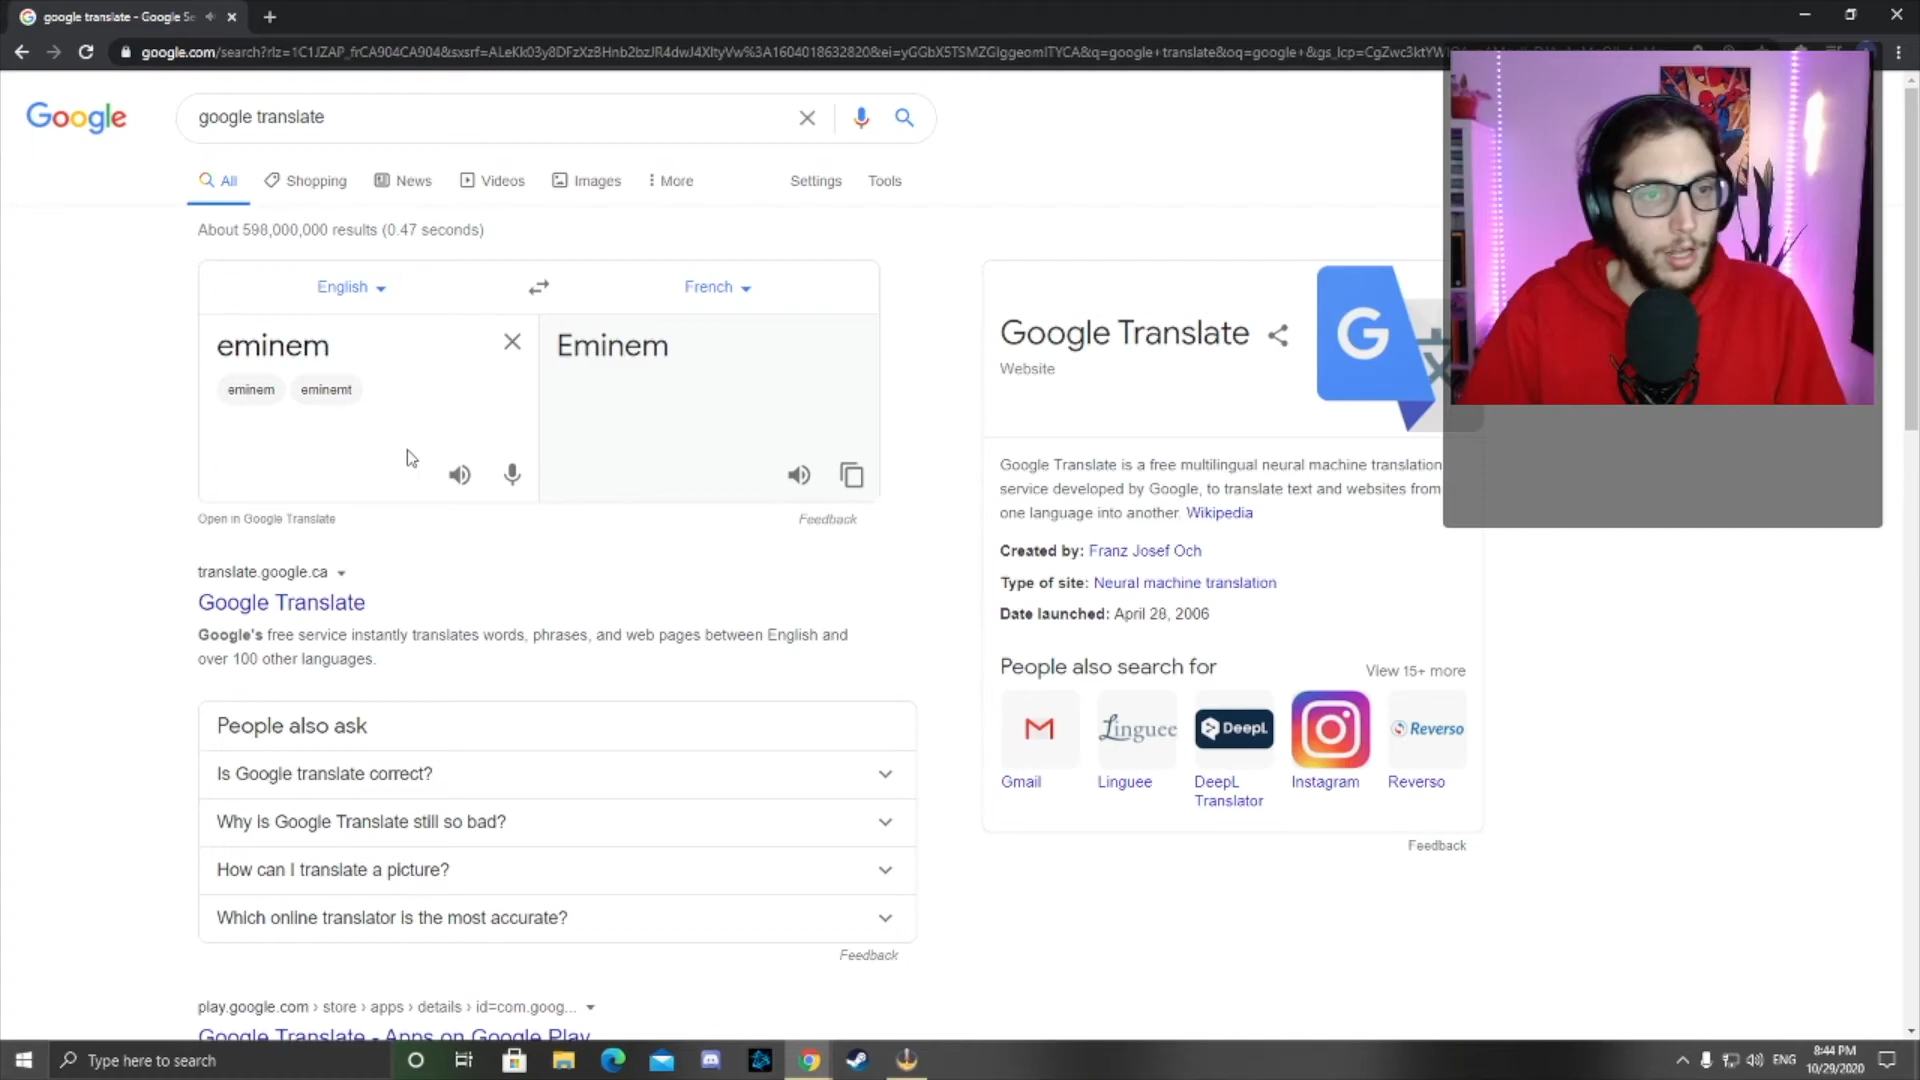 google translate - Google Se
google.com/search?rlz=1C1JZAP_frCA904CA904&sxsrf=ALeKk03y8DFzXzBHnb2bzJR4dwJ4XltyVw%3A1604018632820&ei=yGGbX5TSMZGIggeomITYCA&q=google+translate&oq=google+&gs_lcp=CgZwc3ktYW
Google
google translate
All
Shopping
News
Videos
Images
More
Settings
Tools
About 598,000,000 results (0.47 seconds)
English
French
eminem
Eminem
eminem
eminemt
Open in Google Translate
Feedback
translate.google.ca
Google Translate
Google's free service instantly translates words, phrases, and web pages between English and
over 100 other languages.
People also ask
Is Google translate correct?
Why is Google Translate still so bad?
How can I translate a picture?
Which online translator is the most accurate?
Feedback
play.google.com › store › apps › details › id=com.goog...
Google Translate - Apps on Google Play
Google Translate
Website
G
文
Google Translate is a free multilingual neural machine translation
service developed by Google, to translate text and websites from
one language into another. Wikipedia
Created by: Franz Josef Och
Type of site: Neural machine translation
Date launched: April 28, 2006
People also search for
View 15+ more
Linguee
DeepL
Reverso
Gmail
Linguee
DeepL
Translator
Instagram
Reverso
Feedback
Type here to search
ENG
8:44 PM
10/29/2020